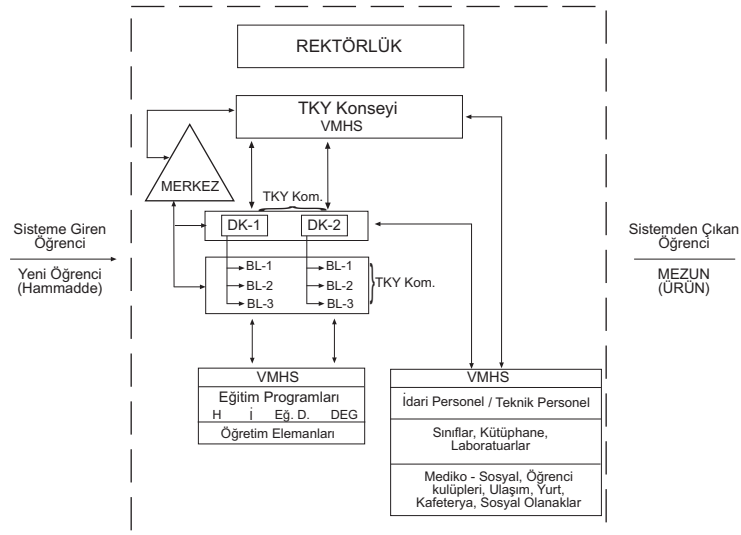 REKTÖRLÜK
TKY Konseyi
VMHS
MERKEZ
TKY Kom.
DK-1 DK-2
BL-1 BL-1
BL-2 BL-2
BL-3 BL-3
TKY Kom.
Sisteme Giren
Öğrenci
Yeni Öğrenci
(Hammadde)
Sistemden Çıkan
Öğrenci
MEZUN
(ÜRÜN)
VMHS
Eğitim Programları
H İ Eğ. D. DEG
Öğretim Elemanları
VMHS
İdari Personel / Teknik Personel
Sınıflar, Kütüphane,
Laboratuarlar
Mediko - Sosyal, Öğrenci
kulüpleri, Ulaşım, Yurt,
Kafeterya, Sosyal Olanaklar